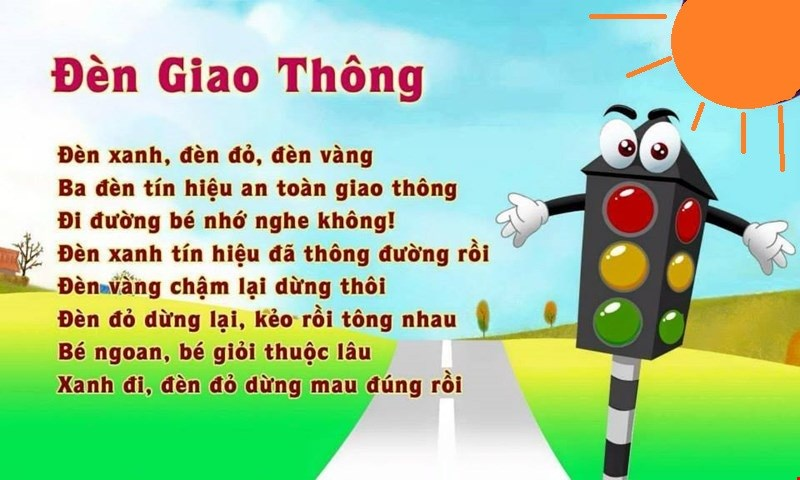 Đèn Giao Thông
Đèn xanh, đèn đỏ, đèn vàng
Ba đèn tín hiệu an toàn giao thông
Đi đường bé nhớ nghe không!
Đèn xanh tín hiệu đã thông đường rồi
Đèn vàng chậm lại dừng thôi
Đèn đỏ dừng lại, kẻo rồi tông nhau
Bé ngoan, bé giỏi thuộc lâu
Xanh đi, đèn đỏ dừng mau đúng rồi